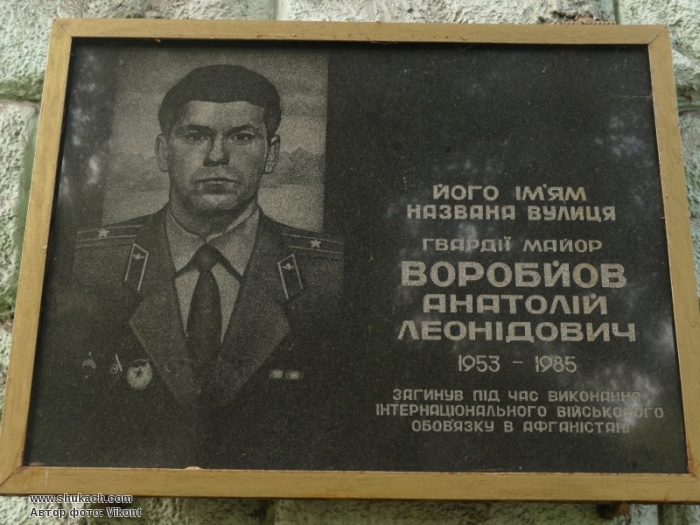 ЙОГО ІМ'ЯМ
НАЗВАНА ВУЛИЦЯ
ГВАРДІЇ МАЙОР
ВОРОБЙОВ
АНАТОЛІЙ
ЛЕОНІДОВИЧ
1953 - 1985
ЗАГИНУВ ПІД ЧАС ВИКОНАННЯ
ІНТЕРНАЦІОНАЛЬНОГО ВІЙСЬКОВОГО
ОБОВ'ЯЗКУ В АФГАНІСТАНІ
www.shukach.com
Автор фото: Vikont